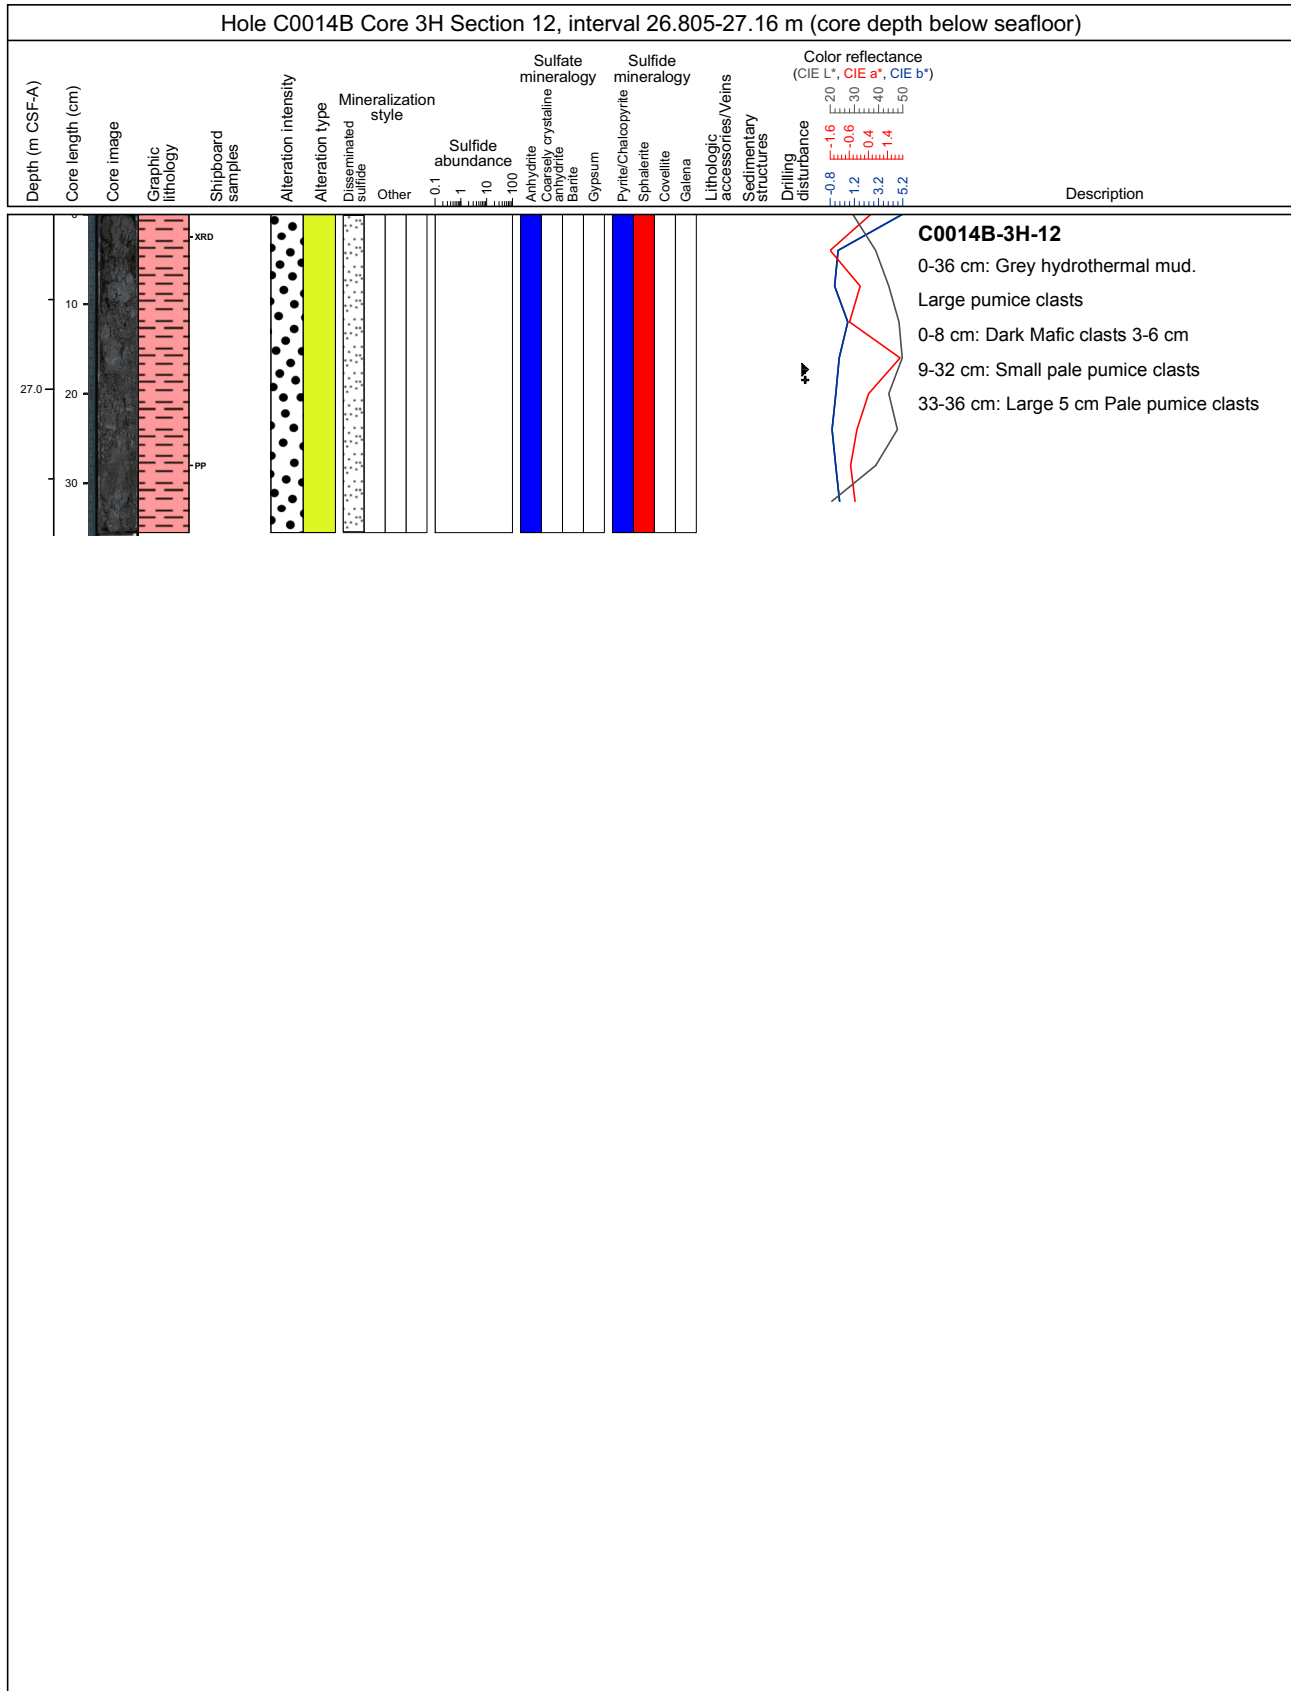 Hole C0014B Core 3H Section 12, interval 26.805-27.16 m (core depth below seafloor)
Depth (m CSF-A)
Core length (cm)
Core image
Graphic
lithology
Shipboard
samples
Alteration intensity
Alteration type
Mineralization
style
Disseminated
sulfide
Other
Sulfide
abundance
0.1
1
10
100
Sulfate
mineralogy
Anhydrite
Coarsely crystaline
anhydrite
Barite
Gypsum
Sulfide
mineralogy
Pyrite/Chalcopyrite
Sphalerite
Covellite
Galena
Lithologic
accessories/Veins
Sedimentary
structures
Drilling
disturbance
Color reflectance
(CIE L*, CIE a*, CIE b*)
20
30
40
50
-1.6
-0.6
0.4
1.4
-0.8
1.2
3.2
5.2
Description
0
10
20
30
27.0
XRD
PP
C0014B-3H-12
0-36 cm: Grey hydrothermal mud.
Large pumice clasts
0-8 cm: Dark Mafic clasts 3-6 cm
9-32 cm: Small pale pumice clasts
33-36 cm: Large 5 cm Pale pumice clasts